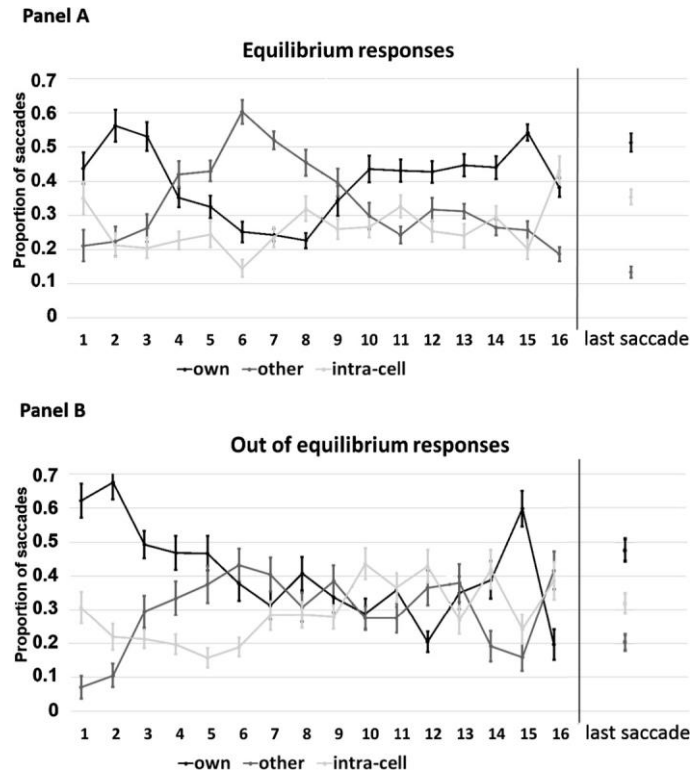 Panel A
Equilibrium responses
Proportion of saccades
0.7
0.6
0.5
0.4
0.3
0.2
0.1
0
1 2 3 4 5 6 7 8 9 10 11 12 13 14 15 16 last saccade
own other intra-cell
Panel B
Out of equilibrium responses
Proportion of saccades
0.7
0.6
0.5
0.4
0.3
0.2
0.1
0
1 2 3 4 5 6 7 8 9 10 11 12 13 14 15 16 last saccade
own other intra-cell